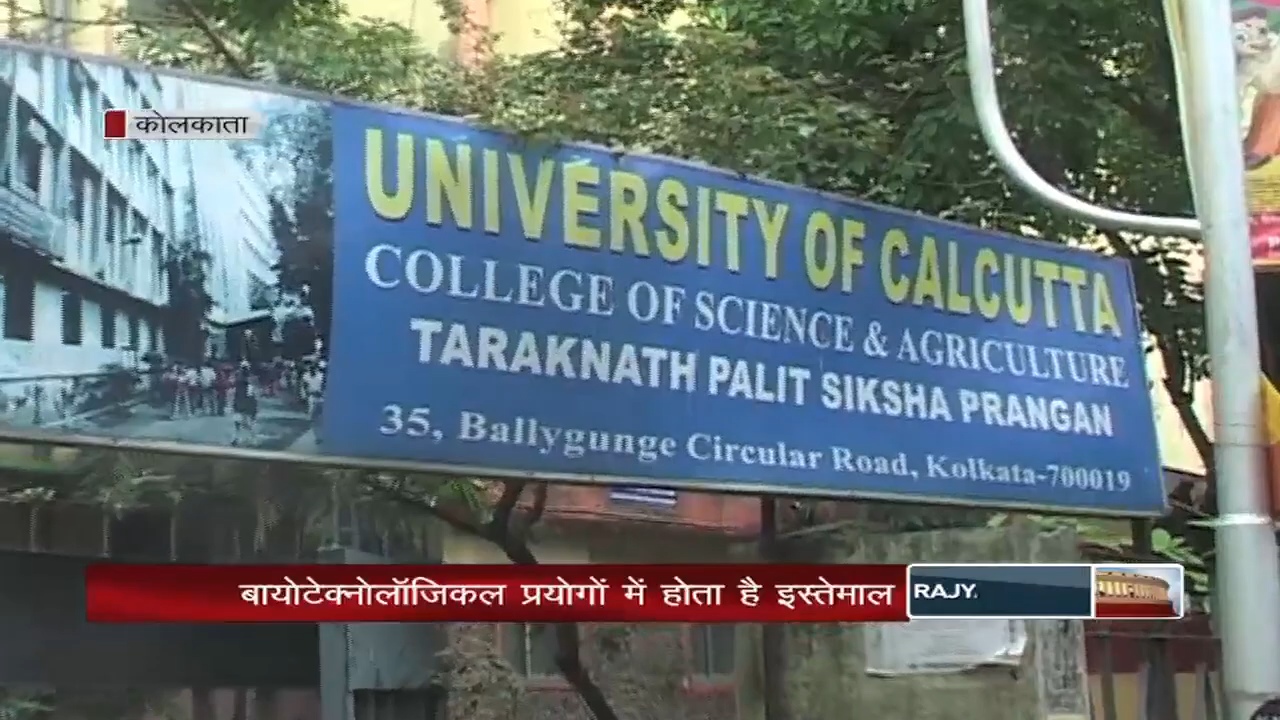 कोलकाता
UNIVERSITY OF CALCUTTA
COLLEGE OF SCIENCE & AGRICULTURE
TARAKNATH PALIT SIKSHA PRANGAN
35, Ballygunge Circular Road, Kolkata-700019
बायोटेक्नोलॉजिकल प्रयोगों में होता है इस्तेमाल
RAJY